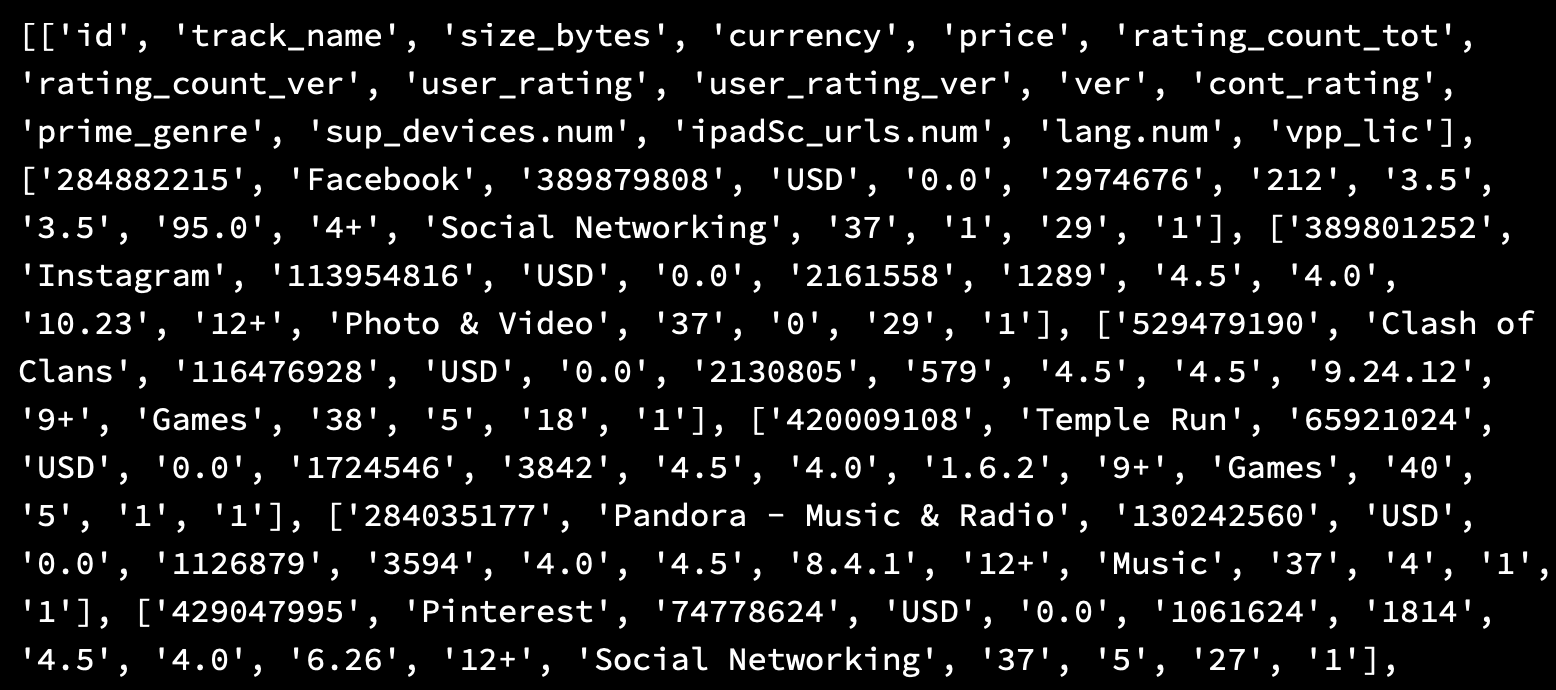 [['id', 'track_name', 'size_bytes', 'currency', 'price', 'rating_count_tot',
'rating_count_ver', 'user_rating', 'user_rating_ver', 'ver', 'cont_rating',
'prime_genre', 'sup_devices.num', 'ipadSc_urls.num', 'lang.num', 'vpp_lic'],
['284882215', 'Facebook', '389879808', 'USD', '0.0', '2974676', '212', '3.5',
'3.5', '95.0', '4+', 'Social Networking', '37', '1', '29', '1'], ['389801252',
'Instagram', '113954816', 'USD', '0.0', '2161558', '1289', '4.5', '4.0',
'10.23', '12+', 'Photo & Video', '37', '0', '29', '1'], ['529479190', 'Clash of
Clans', '116476928', 'USD', '0.0', '2130805', '579', '4.5', '4.5', '9.24.12',
'9+', 'Games', '38', '5', '18', '1'], ['420009108', 'Temple Run', '65921024',
'USD', '0.0', '1724546', '3842', '4.5', '4.0', '1.6.2', '9+', 'Games', '40',
'5', '1', '1'], ['284035177', 'Pandora - Music & Radio', '130242560', 'USD',
'0.0', '1126879', '3594', '4.0', '4.5', '8.4.1', '12+', 'Music', '37', '4', '1',
'1'], ['429047995', 'Pinterest', '74778624', 'USD', '0.0', '1061624', '1814',
'4.5', '4.0', '6.26', '12+', 'Social Networking', '37', '5', '27', '1'],